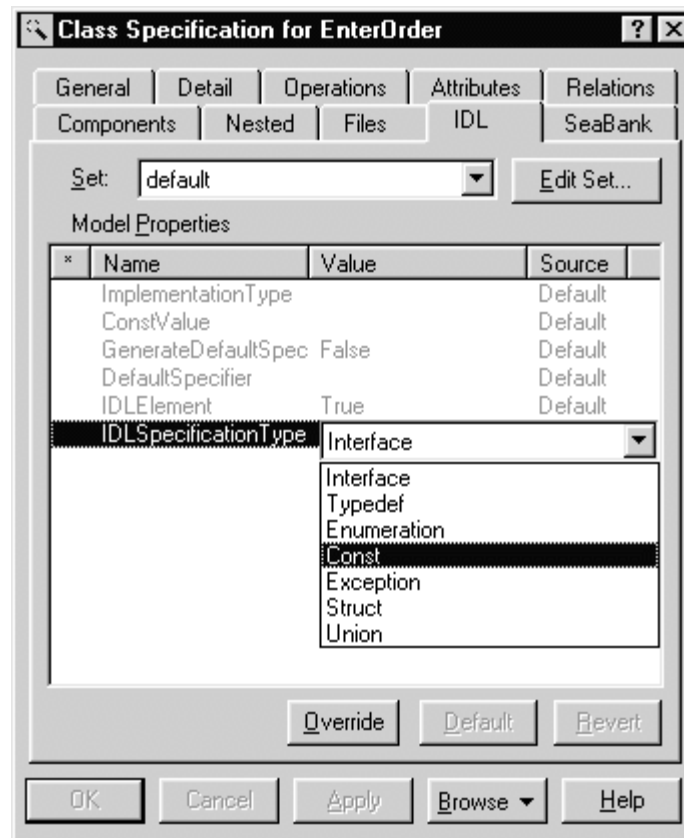 Class Specification for EnterOrder
General Detail Operations Attributes Relations
Components Nested Files IDL SeaBank
Set: default Edit Set...
Model Properties
* Name Value Source
ImplementationType Default
ConstValue Default
GenerateDefaultSpec False Default
DefaultSpecifier Default
IDLElement True Default
IDLSpecificationType Interface
Interface
Typedef
Enumeration
Const
Exception
Struct
Union
Override Default Revert
OK Cancel Apply Browse Help